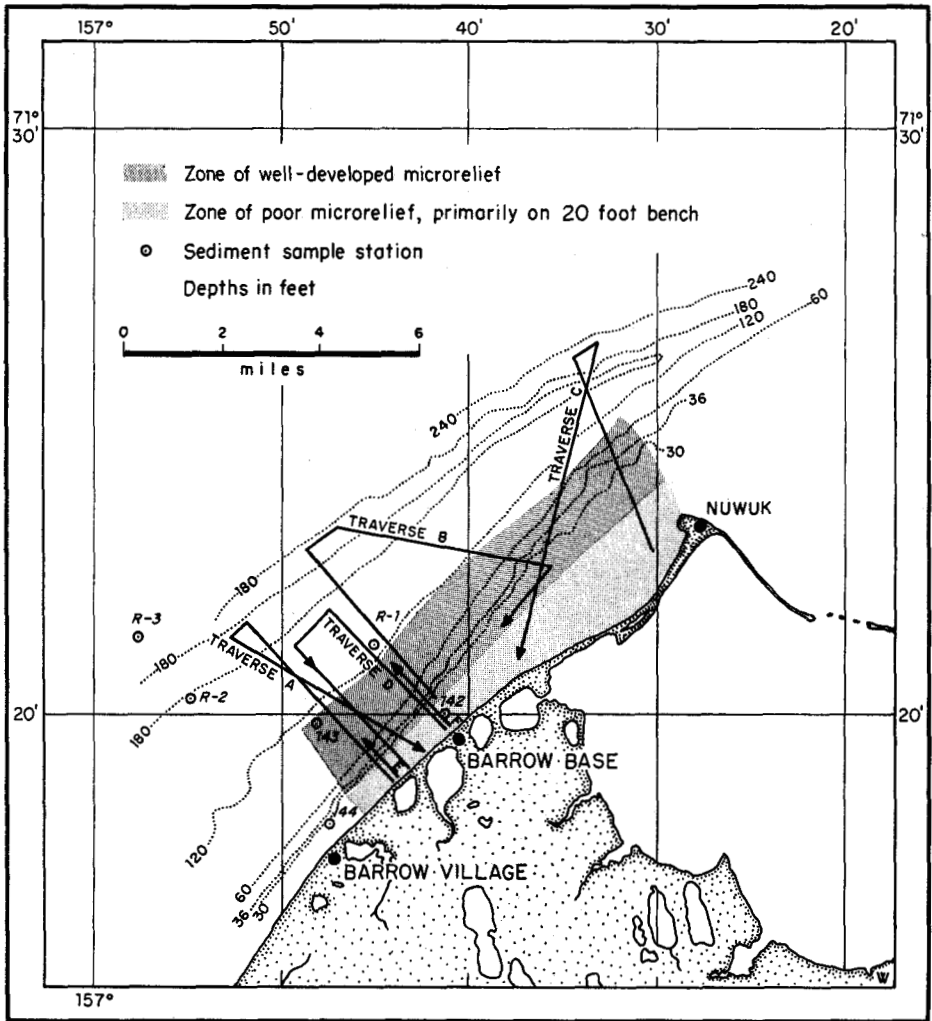 157° 50' 40' 30' 20'
71° 30'
71° 30'
Zone of well-developed microrelief
Zone of poor microrelief, primarily on 20 foot bench
Sediment sample station
Depths in feet
0 2 4 6
miles
240
180
120
60
240
36
30
TRAVERSE C
NUWUK
TRAVERSE B
180
R-1
R-3
TRAVERSE D
TRAVERSE A
180
R-2
142
143
180
20'
20'
BARROW BASE
44
120
BARROW VILLAGE
60
36
30
W
157°